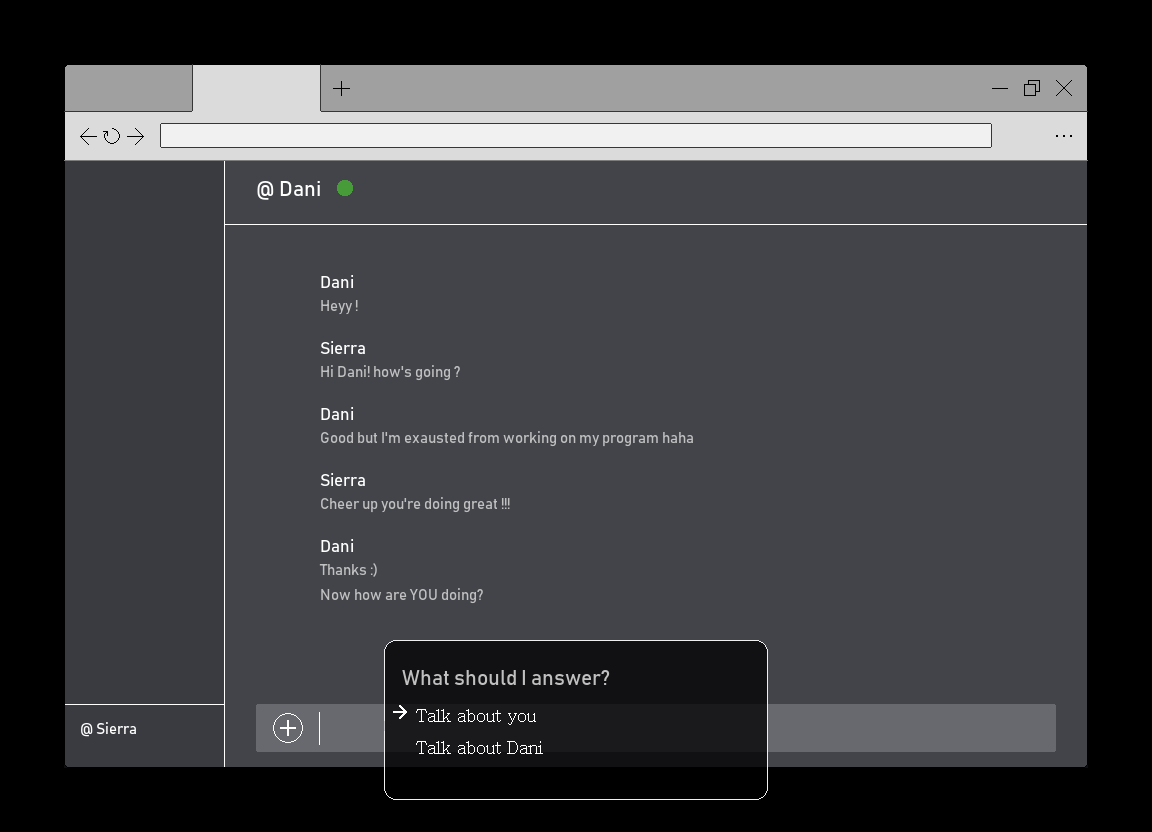 @ Dani
Dani
Heyy !
Sierra
Hi Dani! how's going ?
Dani
Good but I'm exausted from working on my program haha
Sierra
Cheer up you're doing great !!!
Dani
Thanks :)
Now how are YOU doing?
What should I answer?
Talk about you
Talk about Dani
@ Sierra